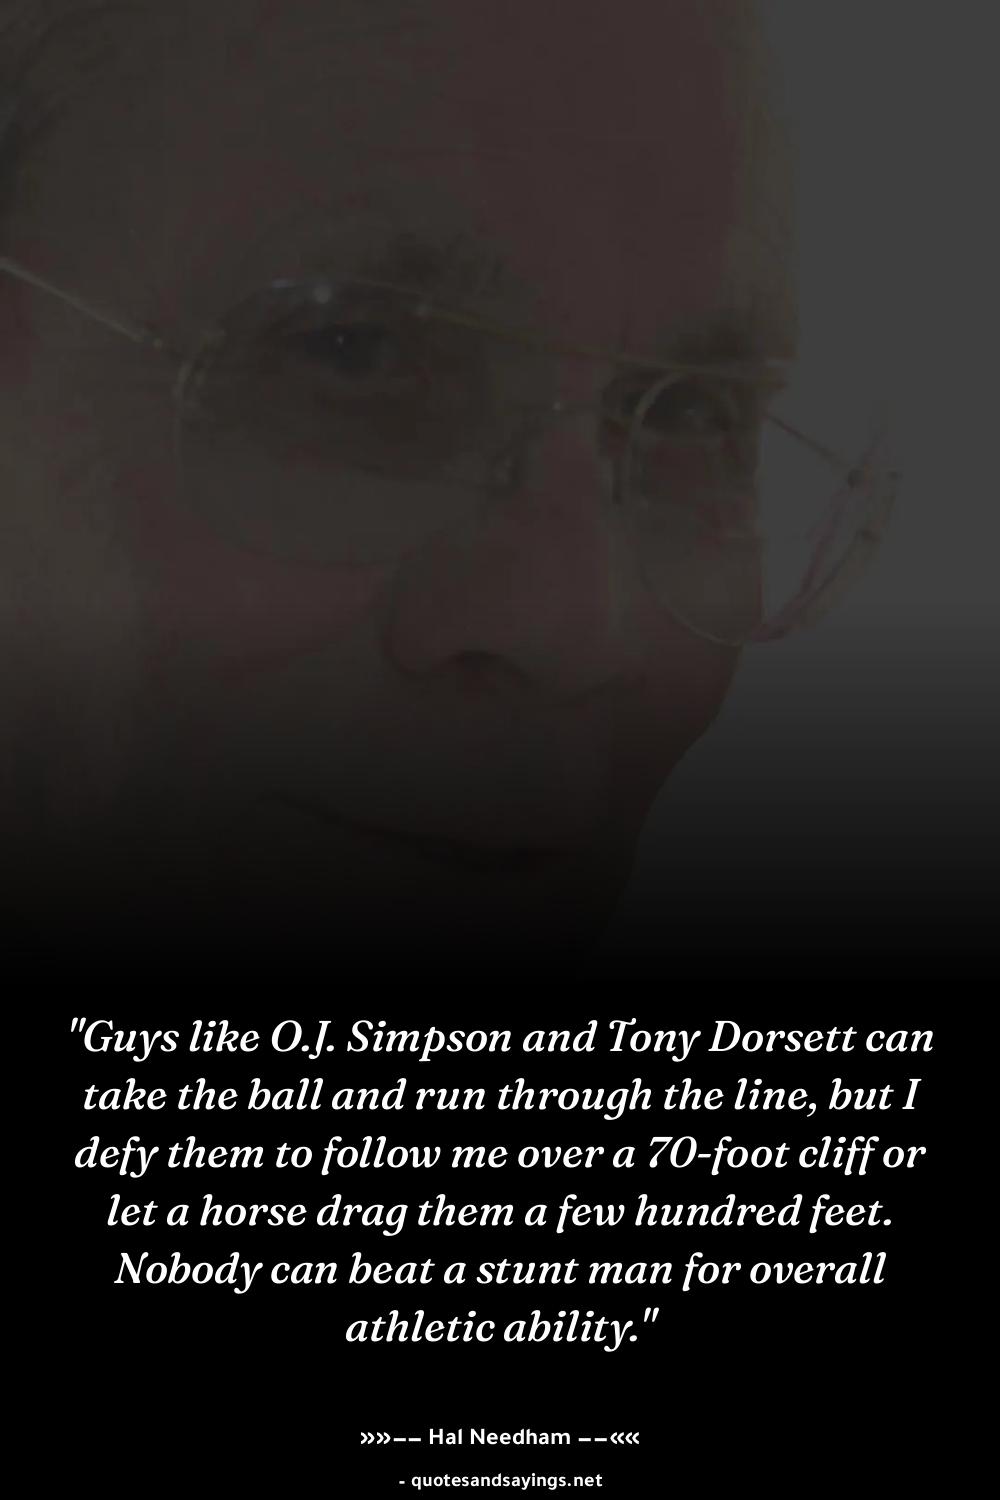 "Guys like O.J. Simpson and Tony Dorsett can
take the ball and run through the line, but I
defy them to follow me over a 70-foot cliff or
let a horse drag them a few hundred feet.
Nobody can beat a stunt man for overall
athletic ability."
»»−− Hal Needham −−««
- quotesandsayings.net